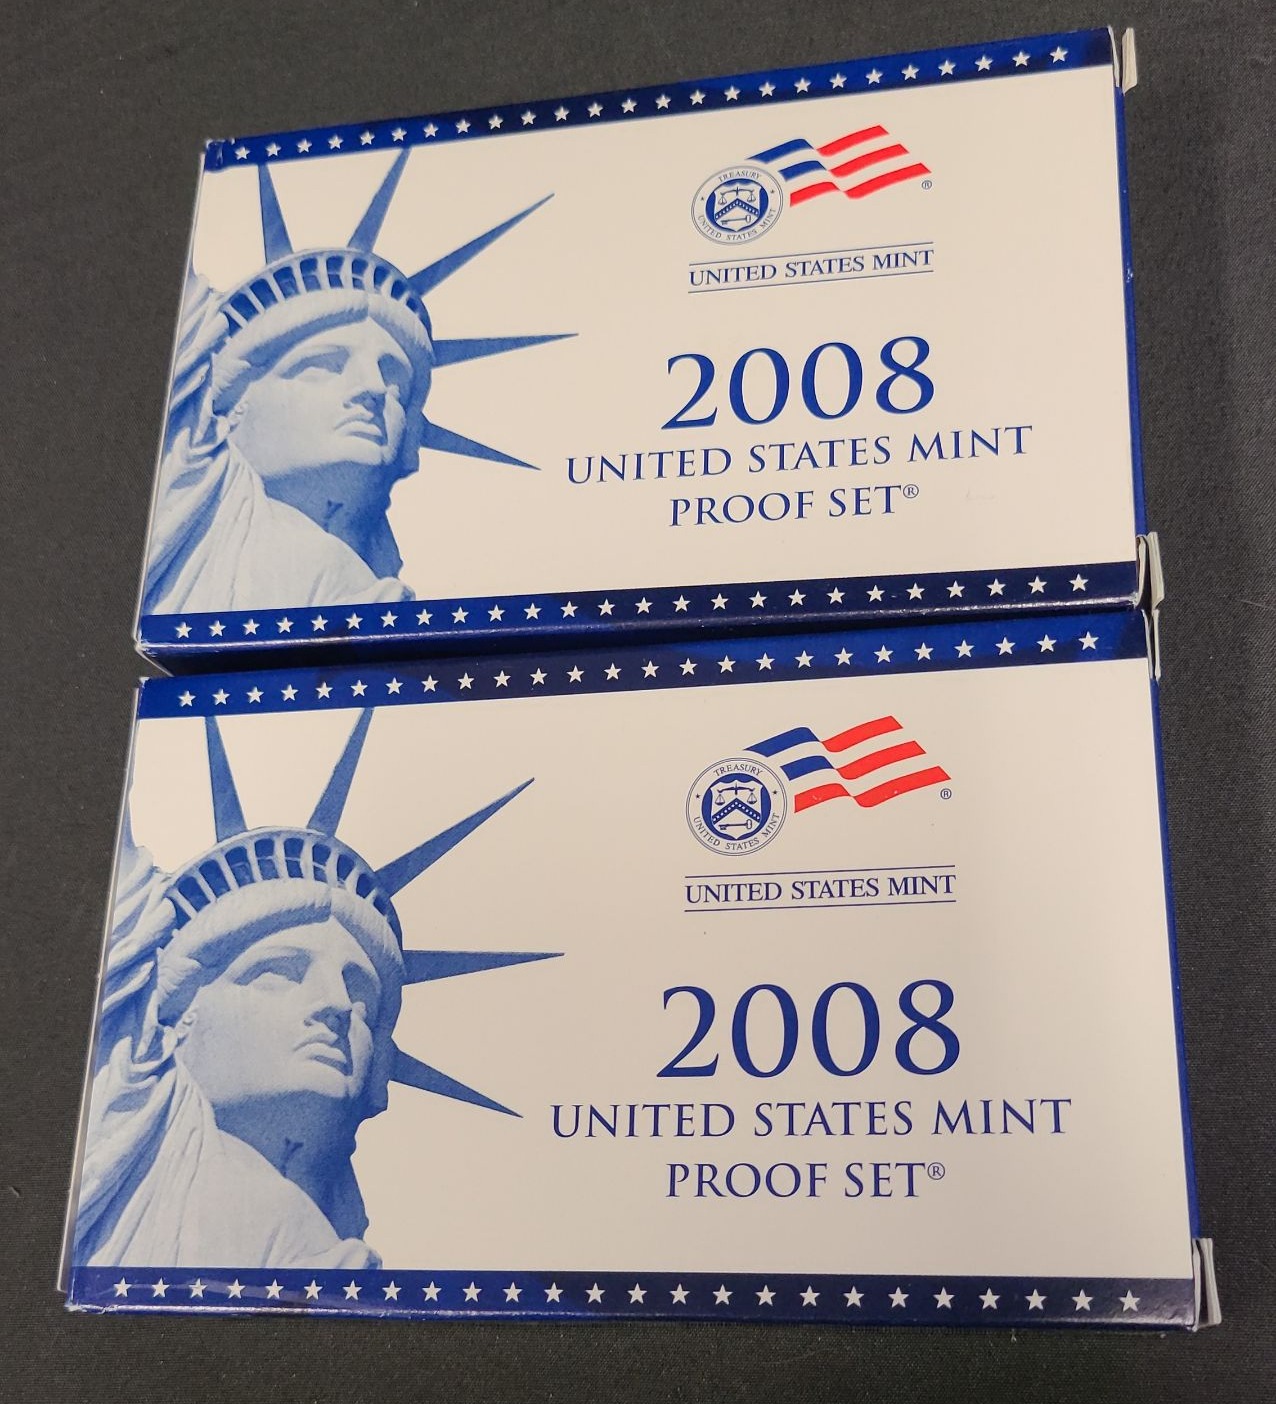 TREASURY
UNITED STATES MINT
®
UNITED STATES MINT
2008
UNITED STATES MINT
PROOF SET®
TREASURY
UNITED STATES MINT
®
UNITED STATES MINT
2008
UNITED STATES MINT
PROOF SET®